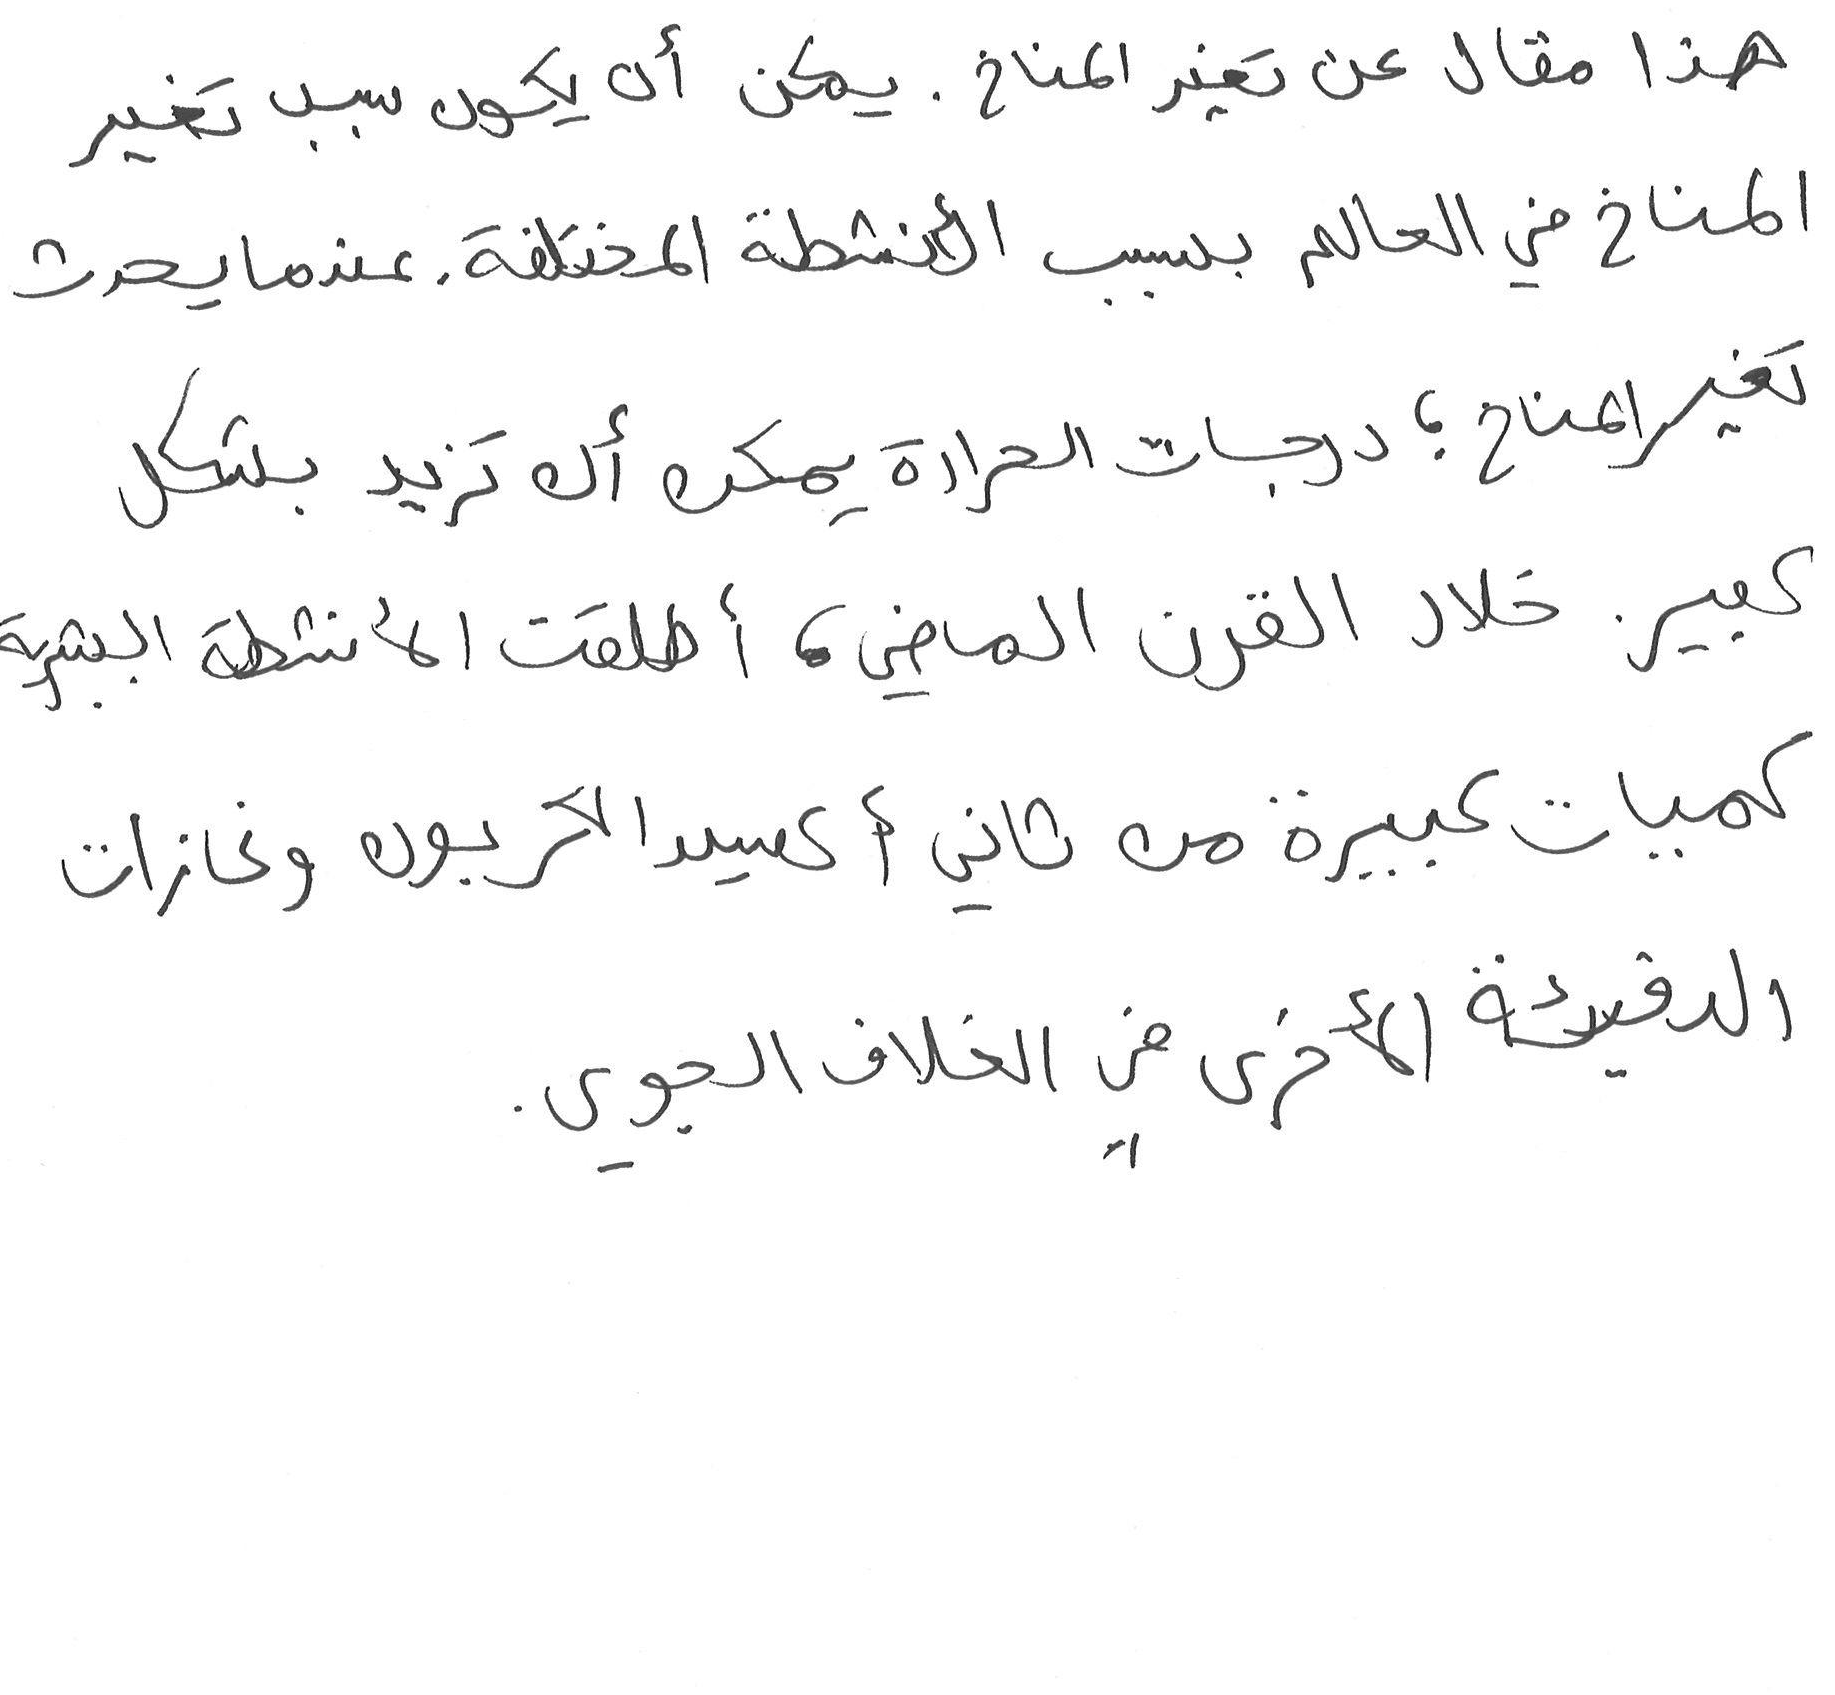 هذا مقال عن تغير المناخ. يمكن أن يكون سبب تغير
المناخ في العالم بسبب الأنشطة المختلفة. عندما يحدث
تغير المناخ؛ درجات الحرارة يمكن أن تزيد بشكل
كبير. خلال القرن الماضي، أطلقت الأنشطة البشرية
كميات كبيرة من ثاني أكسيد الكربون وغازات
الدفيئة الأخرى في الغلاف الجوي.